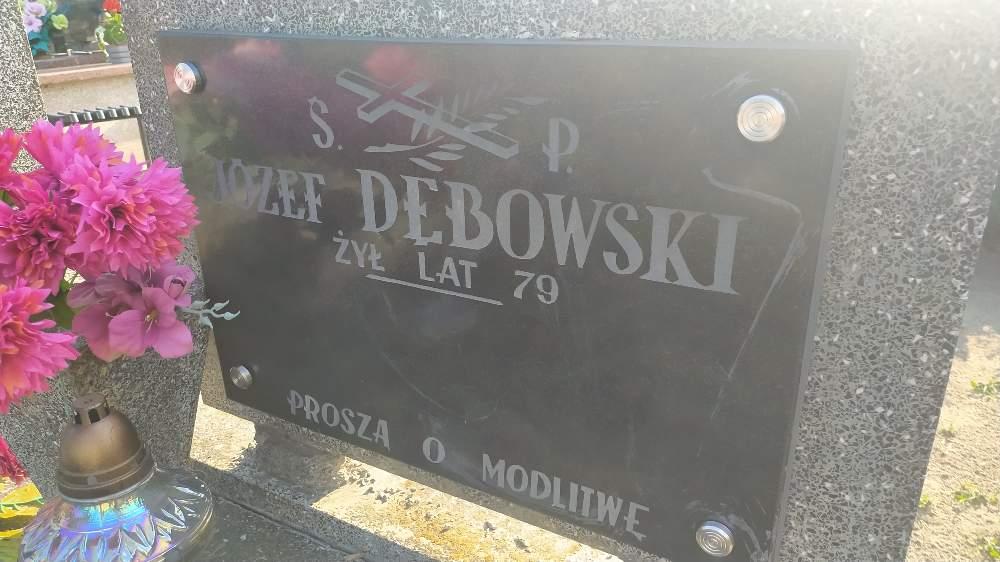 Ś. P.
JÓZEF DĘBOWSKI
ŻYŁ LAT 79
PROSZĄ O MODLITWĘ